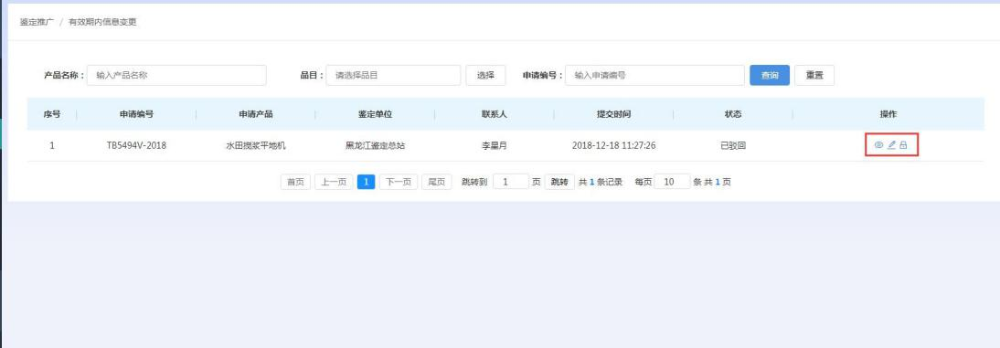 鉴定推广 / 有效期内信息变更
产品名称： 输入产品名称 品目： 请选择品目 选择 申请编号： 输入申请编号 查询 重置
序号 申请编号 申请产品 鉴定单位 联系人 提交时间 状态 操作
1 TB5494V-2018 水田搅浆平地机 黑龙江鉴定总站 李星月 2018-12-18 11:27:26 已驳回
首页 上一页 1 下一页 尾页 跳转到 1 页 跳转 共 1 条记录 每页 10 条 共 1 页